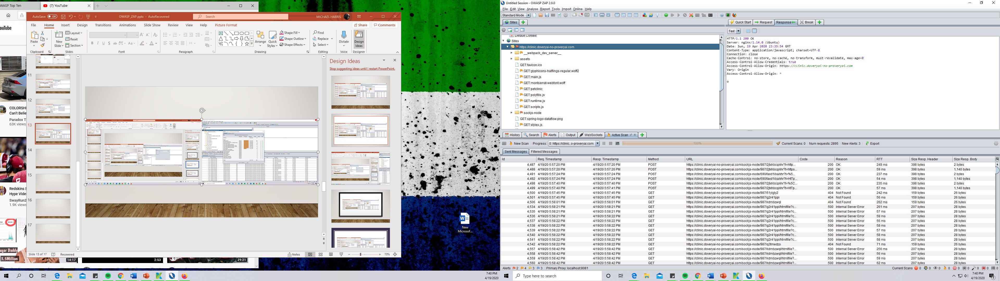 WASP Top Ten
(7) YouTube
ouTube
COLORSHI
Can't Belie
Paradox T
63K views
Redskins S
Hype Video
SwayRun2
1.9K views
ugar Daddy
3.5Million
14:17
2:53
29:21
AutoSave Off
OWASP_ZAP.pptx - AutoRecovered
Search
MICHAEL HARRIS
File Home Insert Design Transitions Animations Slide Show Review View Help Picture Format
Share Comments
Paste
New Slide
Layout
Reset
Section
Arrange
Quick Styles
Shape Fill
Shape Outline
Shape Effects
Find
Replace
Select
Dictate
Design Ideas
Clipboard Slides Font Paragraph Drawing Editing Voice Designer
11
12
13
14
15
16
17
Design Ideas
Stop suggesting ideas until I restart PowerPoint.
Slide 13 of 17 Recovered Notes 70%
New
Microsof...
7:40 PM
4/19/2020
Untitled Session - OWASP ZAP 2.9.0
File Edit View Analyse Report Tools Import Online Help
Standard Mode
Sites
Quick Start Request Response Break
Text
Default Context
Sites
https://clinic.doveryai-no-proveryai.com
__webpack_dev_server__
assets
GET:favicon.ico
GET:glyphicons-halflings-regular.woff2
GET:main.js
GET:montserrat-webfont.woff
GET:petclinic
GET:polyfills.js
GET:runtime.js
GET:scripts.js
sockjs-node
GET:spring-logo-dataflow.png
GET:styles.js
HTTP/1.1 200 OK
Server: nginx/1.14.0 (Ubuntu)
Date: Sun, 19 Apr 2020 23:35:54 GMT
Content-Type: application/javascript; charset=UTF-8
Connection: close
Cache-Control: no-store, no-cache, no-transform, must-revalidate, max-age=0
Access-Control-Allow-Credentials: true
Access-Control-Allow-Origin: https://clinic.doveryai-no-proveryai.com
Vary: Origin
Access-Control-Allow-Origin: *
o
History Search Alerts Output WebSockets Active Scan
New Scan Progress: 0: https://clinic..o-proveryai.com 100% Current Scans: 0 Num requests: 2895 New Alerts: 3 Export
Sent Messages Filtered Messages
Id Req. Timestamp Resp. Timestamp Method URL Code Reason RTT Size Resp. Header Size Resp. Body
4,487 4/19/20 5:57:20 PM 4/19/20 5:57:20 PM POST https://clinic.doveryai-no-proveryai.com/sockjs-node/987/2jtxhbcq/xhr?t=http... 200 OK 249 ms 398 bytes 2 bytes
4,488 4/19/20 5:57:20 PM 4/19/20 5:57:20 PM POST https://clinic.doveryai-no-proveryai.com/sockjs-node/987/2jtxhbcq/xhr?t=https... 200 OK 59 ms 398 bytes 1,140 bytes
4,491 4/19/20 5:57:24 PM 4/19/20 5:57:24 PM POST https://clinic.doveryai-no-proveryai.com/sockjs-node/690/taxd1iba/xhr?t=%5... 200 OK 237 ms 398 bytes 2 bytes
4,492 4/19/20 5:57:24 PM 4/19/20 5:57:24 PM POST https://clinic.doveryai-no-proveryai.com/sockjs-node/690/taxd1iba/xhr?t=HtTp... 200 OK 54 ms 398 bytes 1,140 bytes
4,498 4/19/20 5:57:40 PM 4/19/20 5:57:40 PM POST https://clinic.doveryai-no-proveryai.com/sockjs-node/987/2jtxhbcq/xhr?t=%5C... 200 OK 235 ms 398 bytes 2 bytes
4,499 4/19/20 5:57:40 PM 4/19/20 5:57:41 PM POST https://clinic.doveryai-no-proveryai.com/sockjs-node/987/2jtxhbcq/xhr?t=HtTp... 200 OK 57 ms 398 bytes 1,140 bytes
4,500 4/19/20 5:57:45 PM 4/19/20 5:57:45 PM GET https://clinic.doveryai-no-proveryai.com/sockjs-node/987/51ylgly2 404 Not Found 242 ms 159 bytes 26 bytes
4,501 4/19/20 5:57:45 PM 4/19/20 5:57:45 PM GET https://clinic.doveryai-no-proveryai.com/sockjs-node/987/g2r41ppi 404 Not Found 56 ms 159 bytes 26 bytes
4,506 4/19/20 5:58:01 PM 4/19/20 5:58:01 PM GET https://clinic.doveryai-no-proveryai.com/sockjs-node/987/kdmbzwql 404 Not Found 262 ms 159 bytes 26 bytes
4,534 4/19/20 5:58:21 PM 4/19/20 5:58:21 PM GET https://clinic.doveryai-no-proveryai.com/sockjs-node/987/g2r41ppi/htmlfile?c... 500 Internal Server Error 261 ms 207 bytes 28 bytes
4,535 4/19/20 5:58:21 PM 4/19/20 5:58:21 PM GET https://clinic.doveryai-no-proveryai.com/sockjs-node/987/g2r41ppi/htmlfile?c... 500 Internal Server Error 57 ms 207 bytes 28 bytes
4,536 4/19/20 5:58:21 PM 4/19/20 5:58:22 PM GET https://clinic.doveryai-no-proveryai.com/sockjs-node/987/g2r41ppi/htmlfile?c... 500 Internal Server Error 59 ms 207 bytes 28 bytes
4,537 4/19/20 5:58:22 PM 4/19/20 5:58:22 PM GET https://clinic.doveryai-no-proveryai.com/sockjs-node/987/g2r41ppi/htmlfile?c... 500 Internal Server Error 56 ms 207 bytes 28 bytes
4,538 4/19/20 5:58:22 PM 4/19/20 5:58:22 PM GET https://clinic.doveryai-no-proveryai.com/sockjs-node/987/g2r41ppi/htmlfile?c... 500 Internal Server Error 58 ms 207 bytes 28 bytes
4,539 4/19/20 5:58:22 PM 4/19/20 5:58:22 PM GET https://clinic.doveryai-no-proveryai.com/sockjs-node/987/g2r41ppi/htmlfile?c... 500 Internal Server Error 57 ms 207 bytes 28 bytes
4,540 4/19/20 5:58:22 PM 4/19/20 5:58:22 PM GET https://clinic.doveryai-no-proveryai.com/sockjs-node/987/g2r41ppi/htmlfile?c... 500 Internal Server Error 58 ms 207 bytes 28 bytes
4,541 4/19/20 5:58:22 PM 4/19/20 5:58:22 PM GET https://clinic.doveryai-no-proveryai.com/sockjs-node/987/g2r41ppi/htmlfile?c... 500 Internal Server Error 58 ms 207 bytes 28 bytes
4,542 4/19/20 5:58:22 PM 4/19/20 5:58:22 PM GET https://clinic.doveryai-no-proveryai.com/sockjs-node/987/q3tmedzo 404 Not Found 71 ms 159 bytes 26 bytes
4,557 4/19/20 5:58:42 PM 4/19/20 5:58:42 PM GET https://clinic.doveryai-no-proveryai.com/sockjs-node/987/kdmbzwql/htmlfile?... 500 Internal Server Error 256 ms 207 bytes 28 bytes
4,558 4/19/20 5:58:42 PM 4/19/20 5:58:42 PM GET https://clinic.doveryai-no-proveryai.com/sockjs-node/987/kdmbzwql/htmlfile?... 500 Internal Server Error 56 ms 207 bytes 28 bytes
4,559 4/19/20 5:58:42 PM 4/19/20 5:58:42 PM GET https://clinic.doveryai-no-proveryai.com/sockjs-node/987/kdmbzwql/htmlfile?... 500 Internal Server Error 59 ms 207 bytes 28 bytes
4,560 4/19/20 5:58:42 PM 4/19/20 5:58:42 PM GET https://clinic.doveryai-no-proveryai.com/sockjs-node/987/kdmbzwql/htmlfile?... 500 Internal Server Error 62 ms 207 bytes 28 bytes
Alerts 2 4 3 3 Primary Proxy: localhost:8081 Current Scans 0 0 0 0 0 0 0 0 0
Type here to search
7:40 PM
4/19/2020